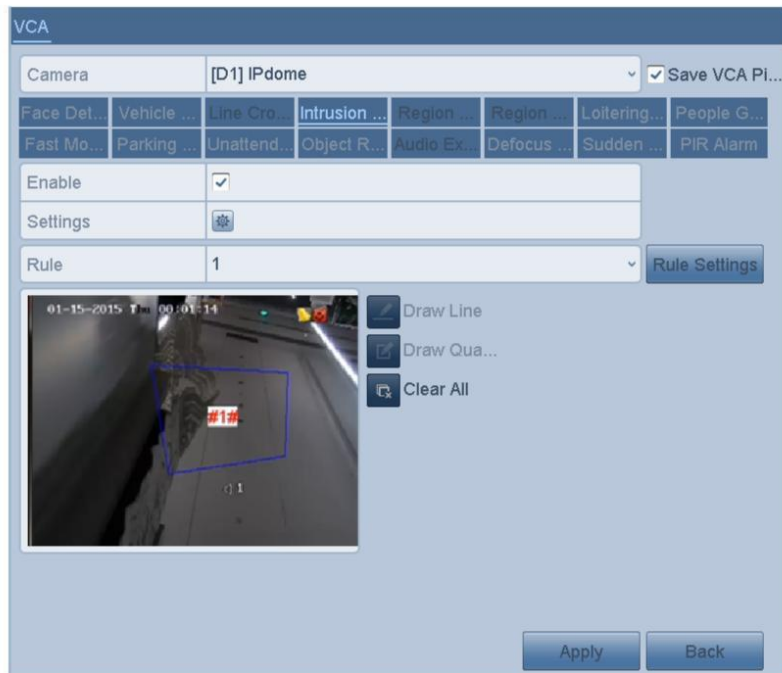 VCA
Camera [D1] IPdome Save VCA Pi...
Face Det... Vehicle ... Line Cro... Intrusion ... Region ... Region ... Loitering... People G...
Fast Mo... Parking ... Unattend... Object R... Audio Ex... Defocus ... Sudden ... PIR Alarm
Enable
Settings
Rule 1 Rule Settings
01-15-2015 Thu 00:01:14
Draw Line
Draw Qua...
Clear All
#1#
1
Apply Back